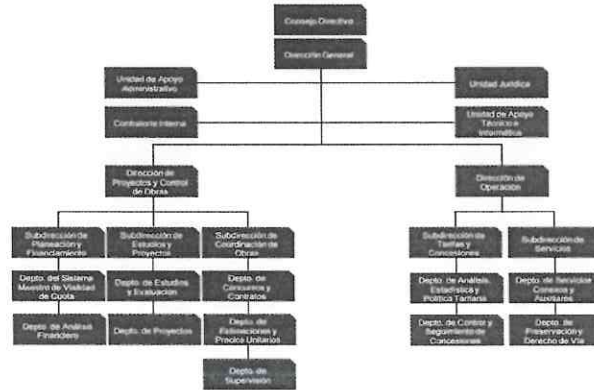 Consejo Directivo
Dirección General
Unidad de Apoyo
Administrativo
Unidad Jurídica
Contraloría Interna
Unidad de Apoyo
Técnico e
Informática
Dirección de
Proyectos y Control
de Obras
Dirección de
Operación
Subdirección de
Planeación y
Financiamiento
Subdirección de
Estudios y
Proyectos
Subdirección de
Coordinación de
Obras
Subdirección de
Tarifas y
Concesiones
Subdirección de
Servicios
Depto. del Sistema
Maestro de Vialidad
de Cuota
Depto. de Estudios
y Evaluación
Depto. de
Concursos y
Contratos
Depto. de Análisis,
Estadística y
Política Tarifaria
Depto. de Servicios
Conexos y
Auxiliares
Depto. de Análisis
Financiero
Depto. de Proyectos
Depto. de
Estimaciones y
Precios Unitarios
Depto. de Control y
Seguimiento de
Concesiones
Depto. de
Preservación y
Derecho de Vía
Depto. de
Supervisión